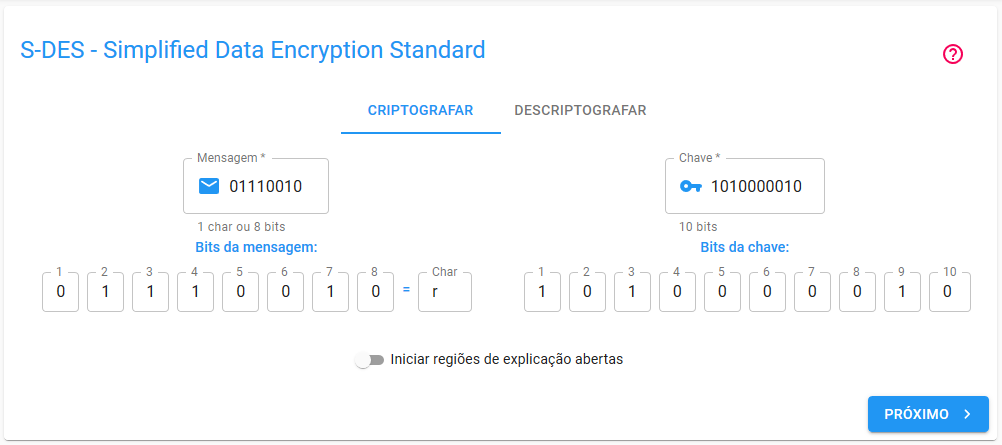 S-DES - Simplified Data Encryption Standard
CRIPTOGRAFAR DESCRIPTOGRAFAR
Mensagem * Chave *
01110010 1010000010
1 char ou 8 bits 10 bits
Bits da mensagem: Bits da chave:
1 2 3 4 5 6 7 8 Char 1 2 3 4 5 6 7 8 9 10
0 1 1 1 0 0 1 0 = r 1 0 1 0 0 0 0 0 1 0
Iniciar regiões de explicação abertas
PRÓXIMO